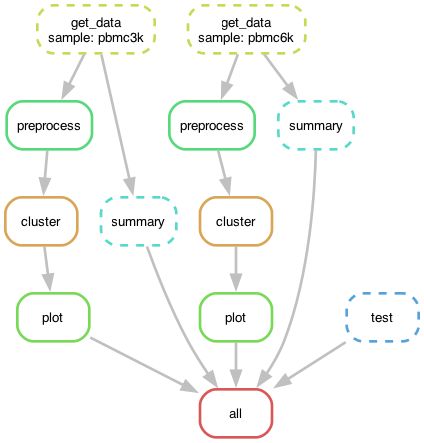 get_data
sample: pbmc3k
get_data
sample: pbmc6k
preprocess
preprocess
summary
cluster
summary
cluster
plot
plot
test
all